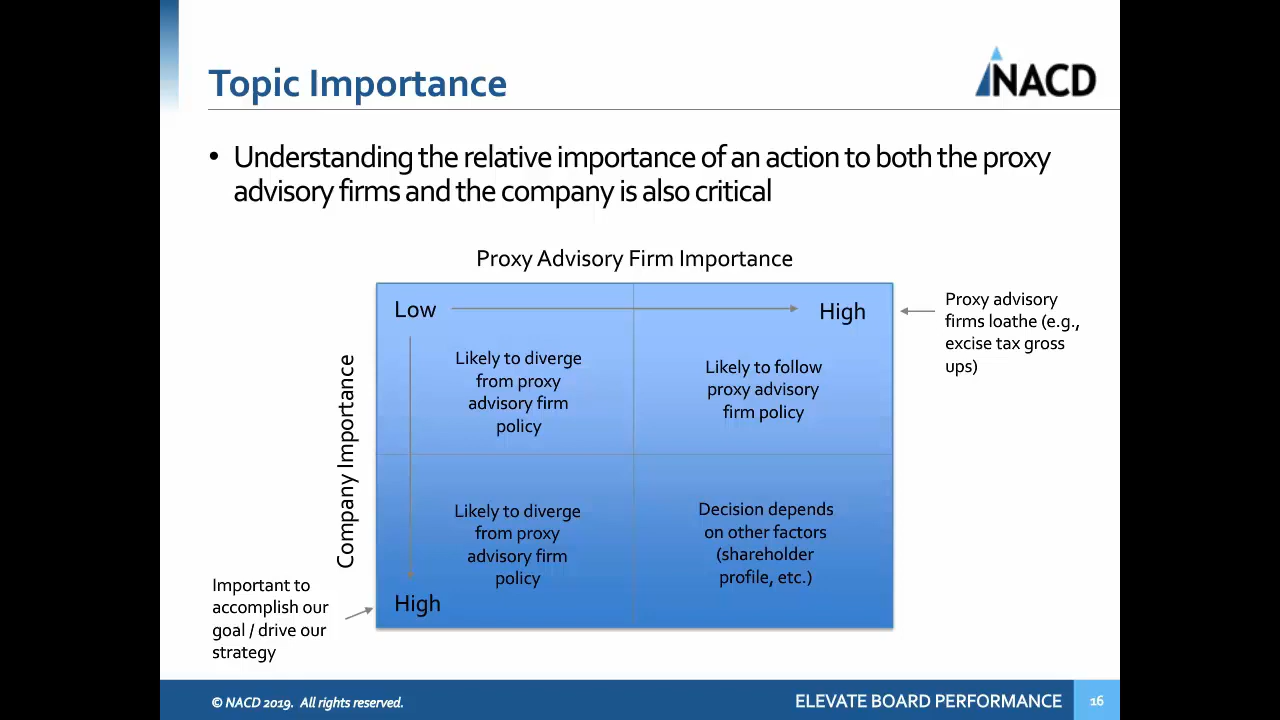 Topic Importance
NACD
• Understanding the relative importance of an action to both the proxy
advisory firms and the company is also critical
Proxy Advisory Firm Importance
Company Importance
Low
High
Proxy advisory
firms loathe (e.g.,
excise tax gross
ups)
Likely to diverge
from proxy
advisory firm
policy
Likely to follow
proxy advisory
firm policy
Likely to diverge
from proxy
advisory firm
policy
Decision depends
on other factors
(shareholder
profile, etc.)
High
Important to
accomplish our
goal / drive our
strategy
© NACD 2019. All rights reserved.
ELEVATE BOARD PERFORMANCE
16